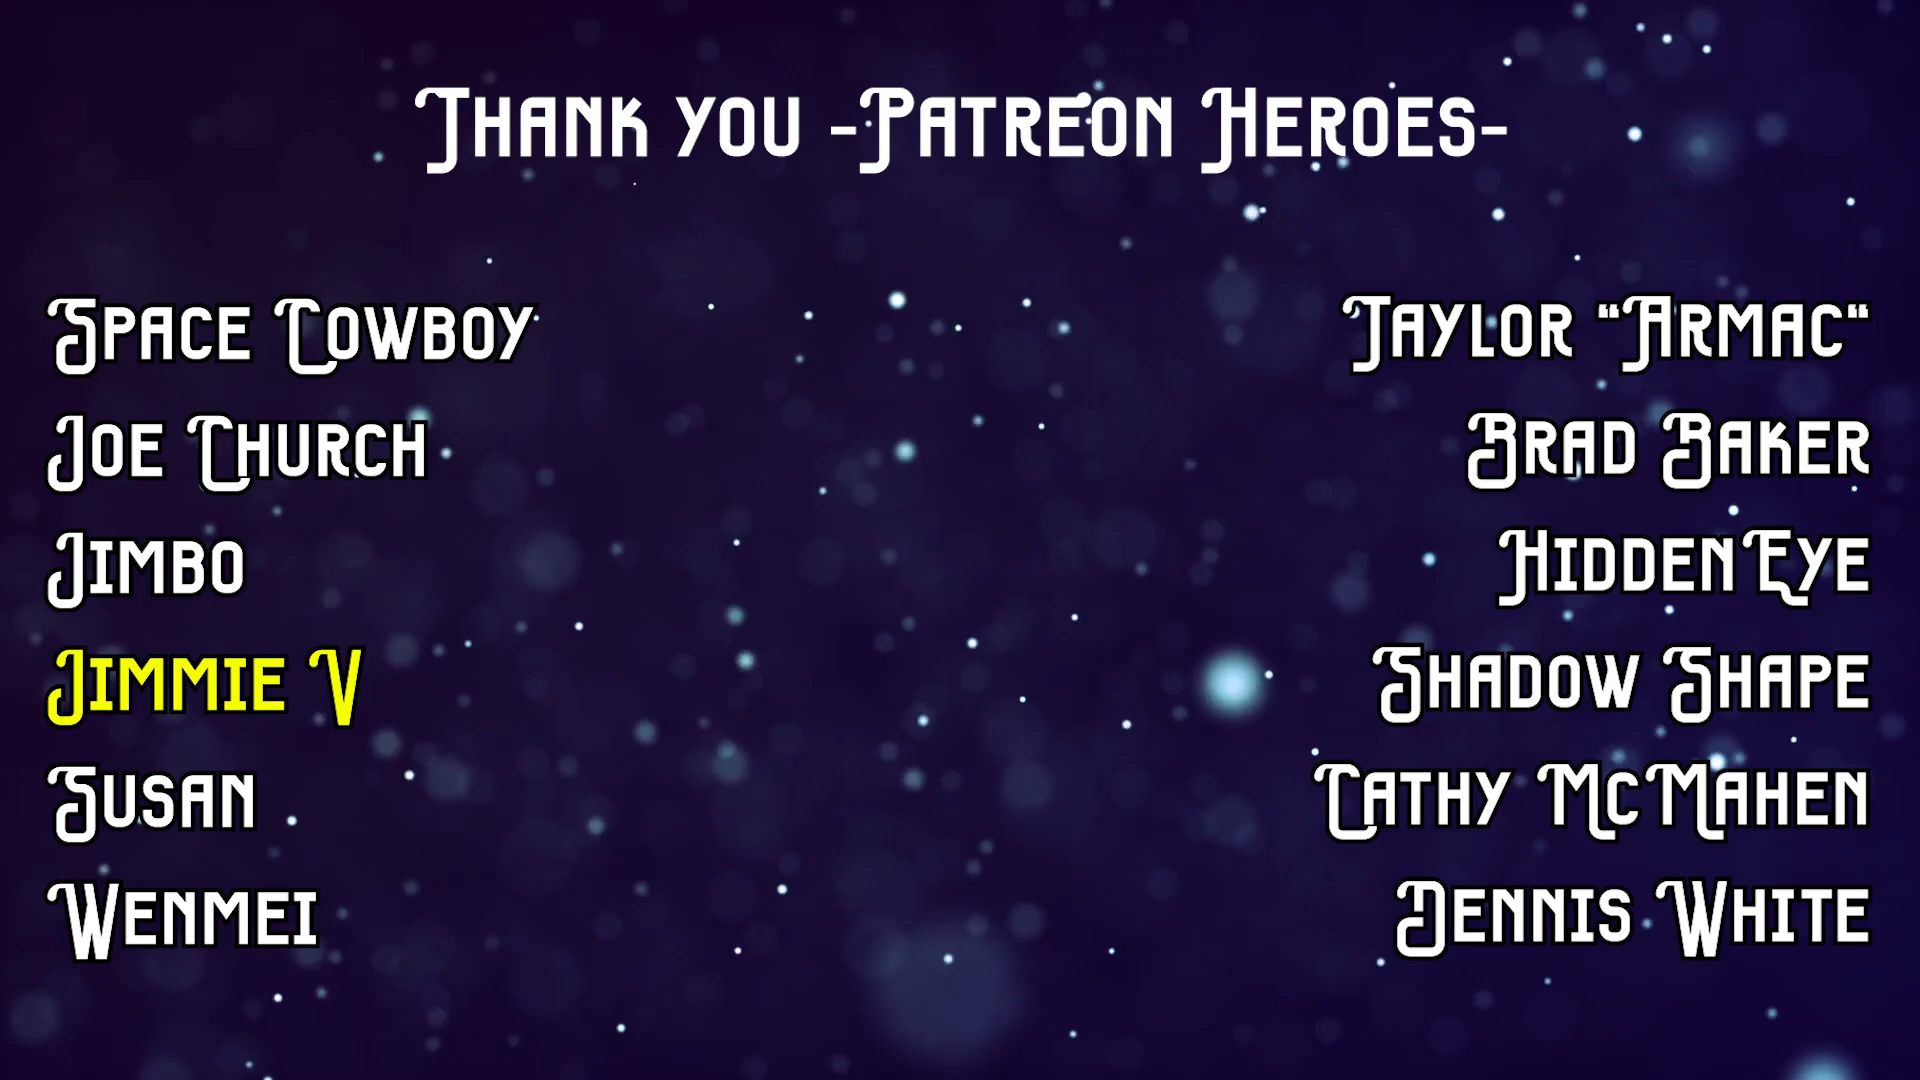 Thank you -Patreon Heroes-
Space Cowboy
Joe Church
Jimbo
Jimmie V
Susan
Wenmei
Taylor "Armac"
Brad Baker
HiddenEye
Shadow Shape
Cathy McMahen
Dennis White